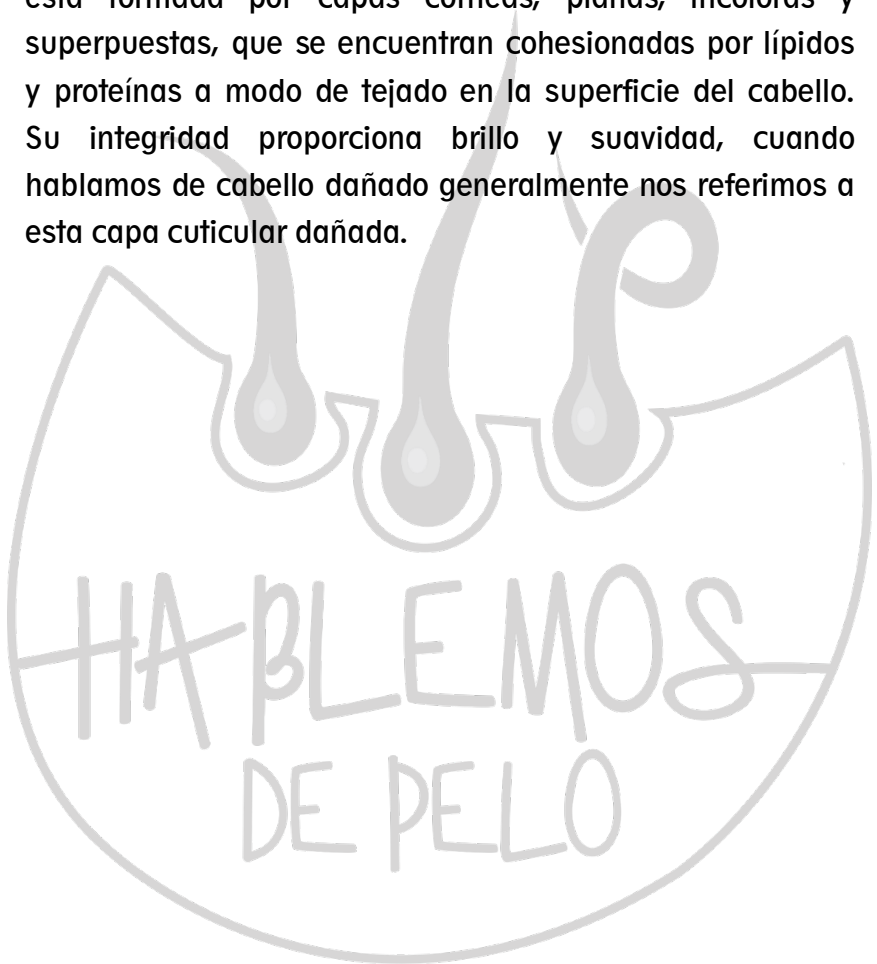 está formada por capas córneas, planas, incoloras y
superpuestas, que se encuentran cohesionadas por lípidos
y proteínas a modo de tejado en la superficie del cabello.
Su integridad proporciona brillo y suavidad, cuando
hablamos de cabello dañado generalmente nos referimos a
esta capa cuticular dañada.
HABLEMOS
DE PELO